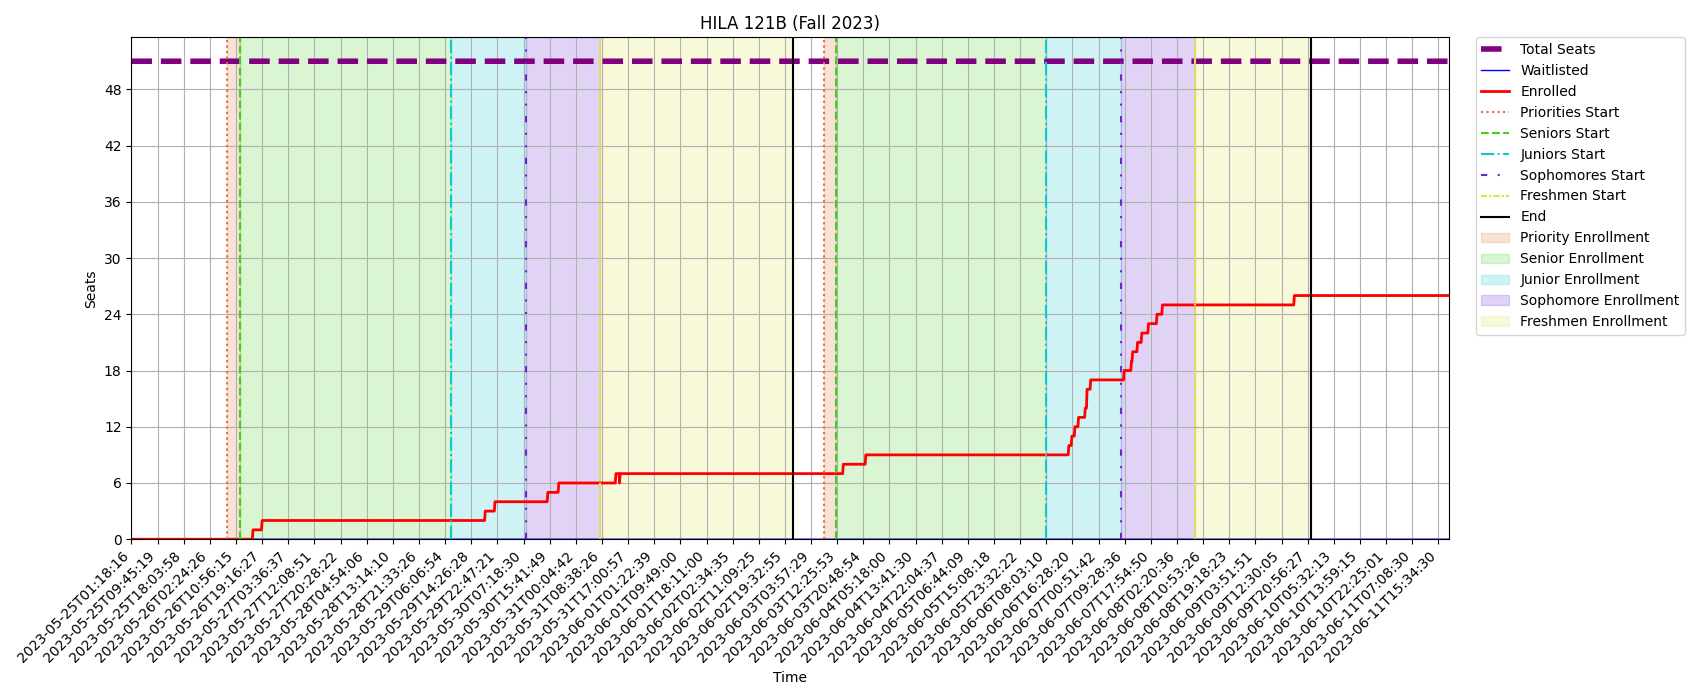 HILA 121B (Fall 2023)
Seats
48
42
36
30
24
18
12
6
0
2023-05-25T01:18:16
2023-05-25T09:45:19
2023-05-25T18:03:58
2023-05-26T02:24:26
2023-05-26T10:56:15
2023-05-26T19:16:27
2023-05-27T03:36:37
2023-05-27T12:08:51
2023-05-27T20:28:22
2023-05-28T04:54:06
2023-05-28T13:14:10
2023-05-28T21:33:26
2023-05-29T06:06:54
2023-05-29T14:26:28
2023-05-29T22:47:21
2023-05-30T07:18:30
2023-05-30T15:41:49
2023-05-31T00:04:42
2023-05-31T08:38:26
2023-05-31T17:00:57
2023-06-01T01:22:39
2023-06-01T09:49:00
2023-06-01T18:11:00
2023-06-02T02:34:35
2023-06-02T11:09:25
2023-06-02T19:32:55
2023-06-03T03:57:29
2023-06-03T12:25:53
2023-06-03T20:48:54
2023-06-04T05:18:00
2023-06-04T13:41:30
2023-06-04T22:04:37
2023-06-05T06:44:09
2023-06-05T15:08:18
2023-06-05T23:32:22
2023-06-06T08:03:10
2023-06-06T16:28:20
2023-06-07T00:51:42
2023-06-07T09:28:36
2023-06-07T17:54:50
2023-06-08T02:20:36
2023-06-08T10:53:26
2023-06-08T19:18:23
2023-06-09T03:51:51
2023-06-09T12:30:05
2023-06-09T20:56:27
2023-06-10T05:32:13
2023-06-10T13:59:15
2023-06-10T22:25:01
2023-06-11T07:08:30
2023-06-11T15:34:30
Time
Total Seats
Waitlisted
Enrolled
Priorities Start
Seniors Start
Juniors Start
Sophomores Start
Freshmen Start
End
Priority Enrollment
Senior Enrollment
Junior Enrollment
Sophomore Enrollment
Freshmen Enrollment